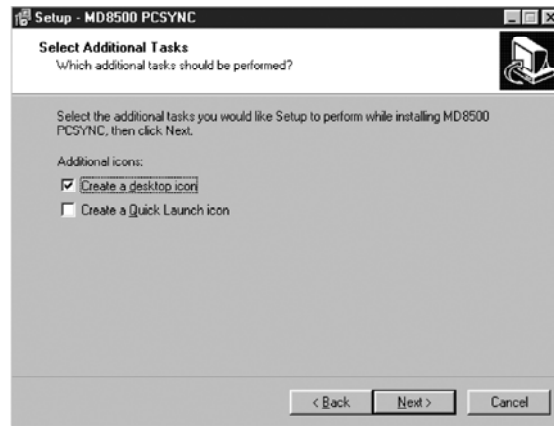 Setup - MD8500 PCSYNC
Select Additional Tasks
Which additional tasks should be performed?
Select the additional tasks you would like Setup to perform while installing MD8500
PCSYNC, then click Next.
Additional icons:
Create a desktop icon
Create a Quick Launch icon
< Back
Next >
Cancel